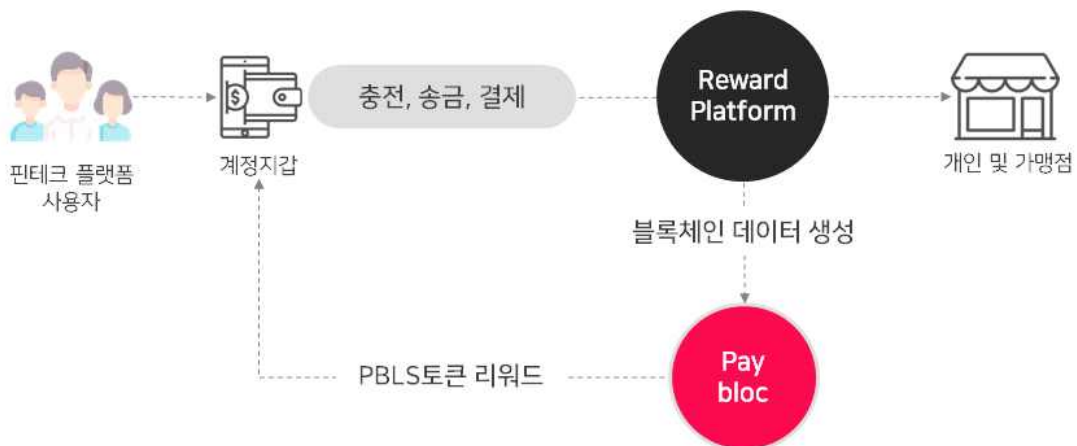 충전, 송금, 결제
Reward
Platform
핀테크 플랫폼
사용자
계정지갑
개인 및 가맹점
블록체인 데이터 생성
PBLS토큰 리워드
Pay
bloc